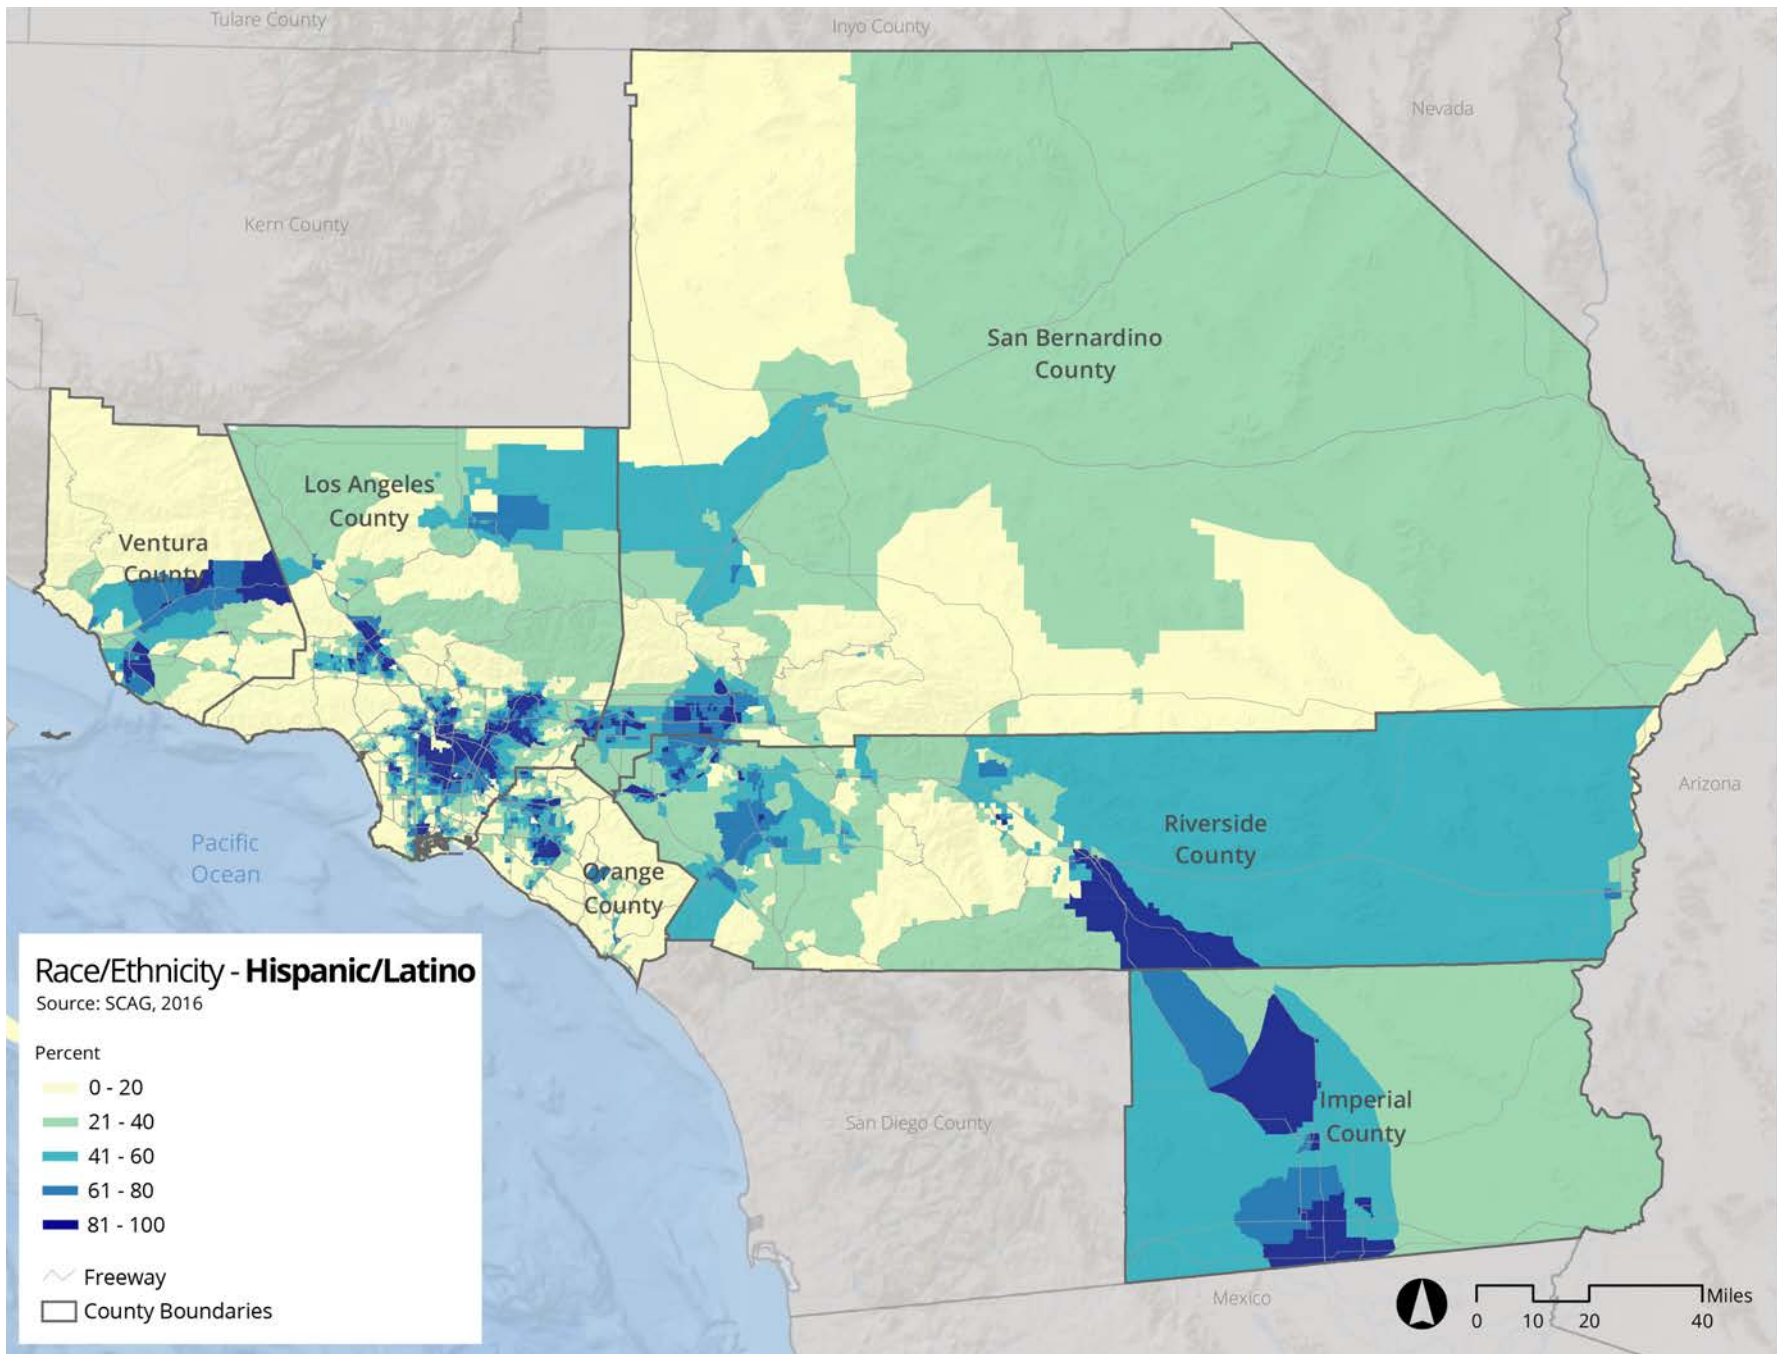 Tulare County
Inyo County
Nevada
Kern County
San Bernardino
County
Los Angeles
County
Ventura
County
Riverside
County
Arizona
Pacific
Ocean
Orange
County
Imperial
County
San Diego County
Mexico
Race/Ethnicity - Hispanic/Latino
Source: SCAG, 2016
Percent
0 - 20
21 - 40
41 - 60
61 - 80
81 - 100
Freeway
County Boundaries
Miles
0 10 20 40